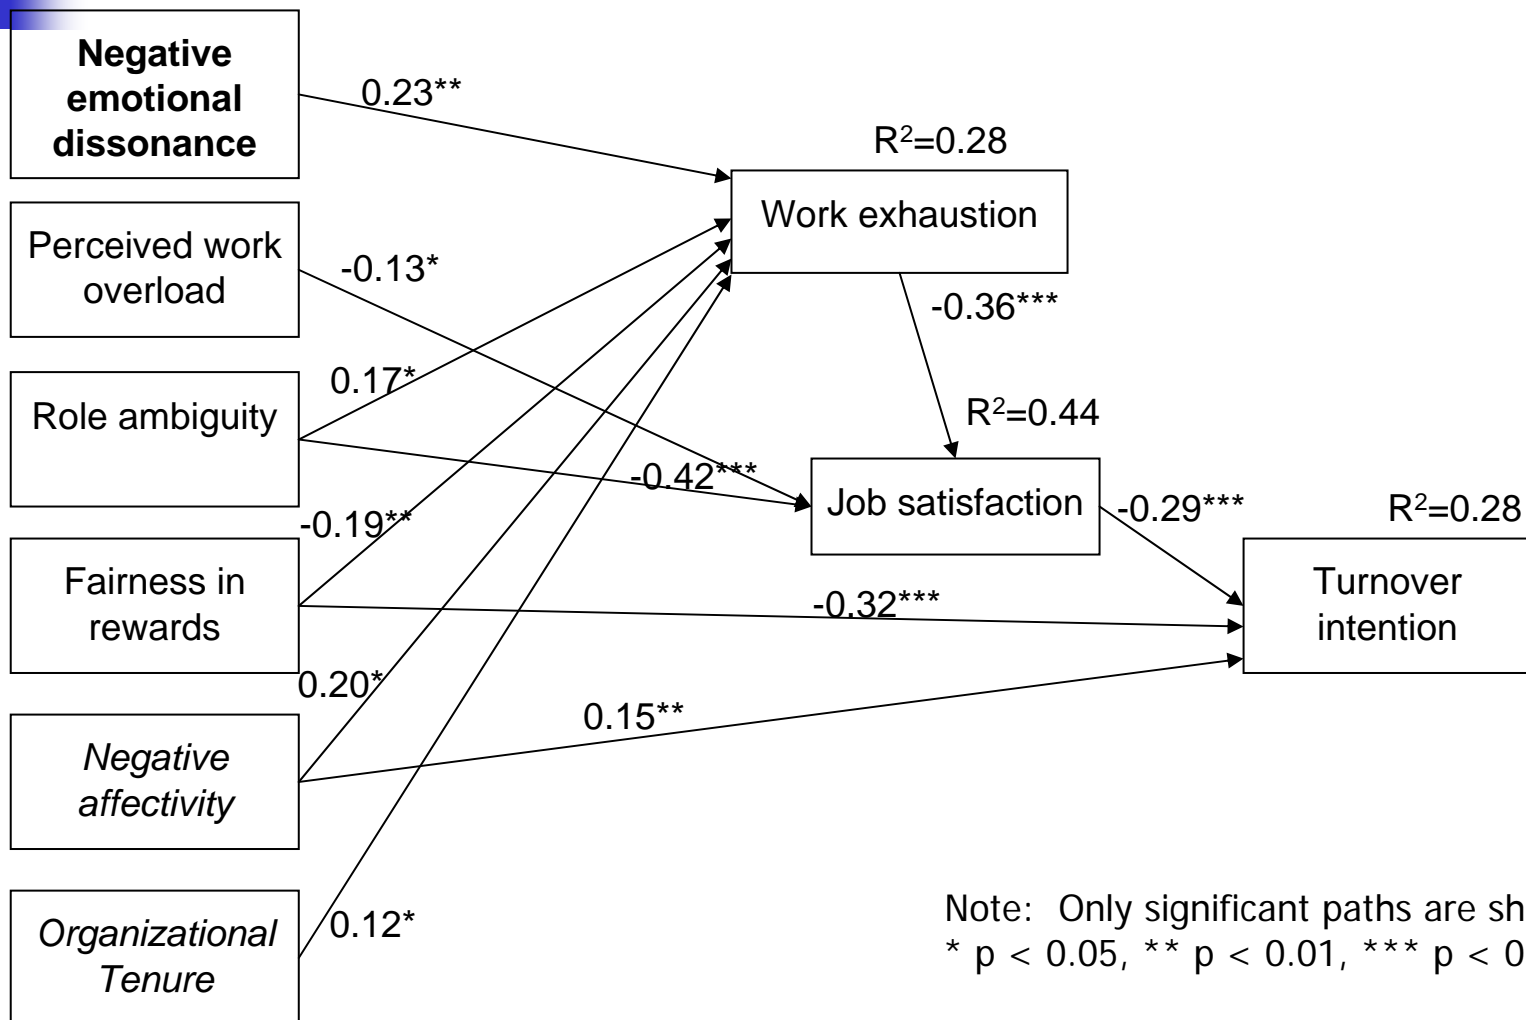 Negative
emotional
dissonance
0.23**
R²=0.28
Work exhaustion
Perceived work
overload
-0.13*
-0.36***
Role ambiguity
0.17*
R²=0.44
-0.42***
Job satisfaction
-0.29***
R²=0.28
-0.19**
Fairness in
rewards
-0.32***
Turnover
intention
0.20*
0.15**
Negative
affectivity
Organizational
Tenure
0.12*
Note: Only significant paths are sh
* p < 0.05, ** p < 0.01, *** p < 0